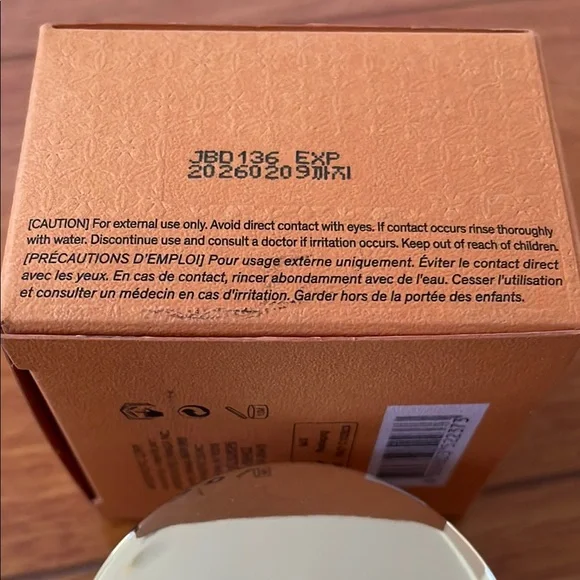 JBD136 EXP
20260209까지
[CAUTION] For external use only. Avoid direct contact with eyes. If contact occurs rinse thoroughly
with water. Discontinue use and consult a doctor if irritation occurs. Keep out of reach of children.
[PRÉCAUTIONS D'EMPLOI] Pour usage externe uniquement. Éviter le contact direct
avec les yeux. En cas de contact, rincer abondamment avec de l'eau. Cesser l'utilisation
et consulter un médecin en cas d'irritation. Garder hors de la portée des enfants.